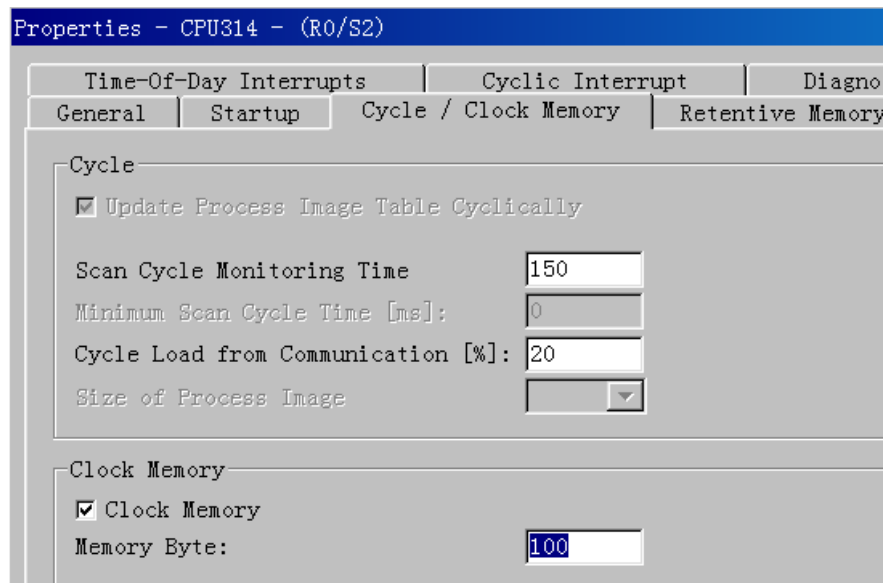 Properties - CPU314 - (R0/S2)
Time-Of-Day Interrupts Cyclic Interrupt Diagno
General Startup Cycle / Clock Memory Retentive Memory
Cycle
Update Process Image Table Cyclically
Scan Cycle Monitoring Time 150
Minimum Scan Cycle Time [ms]: 0
Cycle Load from Communication [%]: 20
Size of Process Image
Clock Memory
Clock Memory
Memory Byte: 100